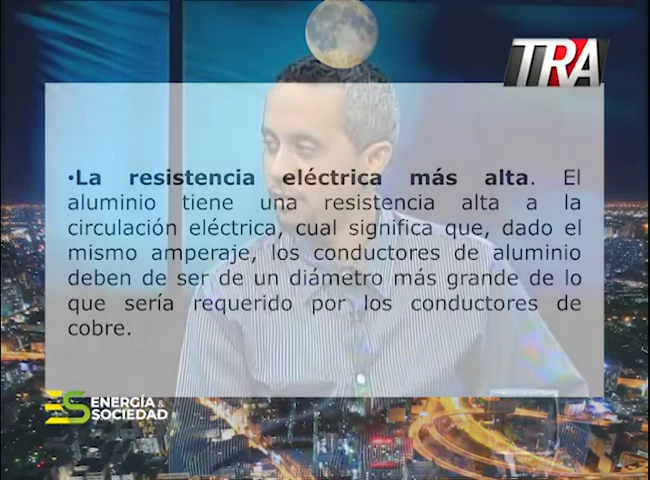 TRA
•La resistencia eléctrica más alta. El
aluminio tiene una resistencia alta a la
circulación eléctrica, cual significa que, dado el
mismo amperaje, los conductores de aluminio
deben de ser de un diámetro más grande de lo
que sería requerido por los conductores de
cobre.
ES ENERGÍA &
SOCIEDAD